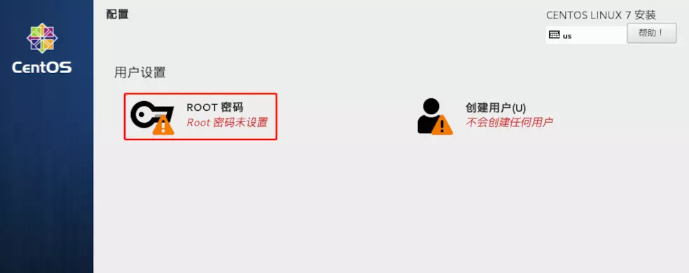 配置
CENTOS LINUX 7 安装
us
帮助！
CentOS
用户设置
ROOT 密码
Root 密码未设置
创建用户(U)
不会创建任何用户